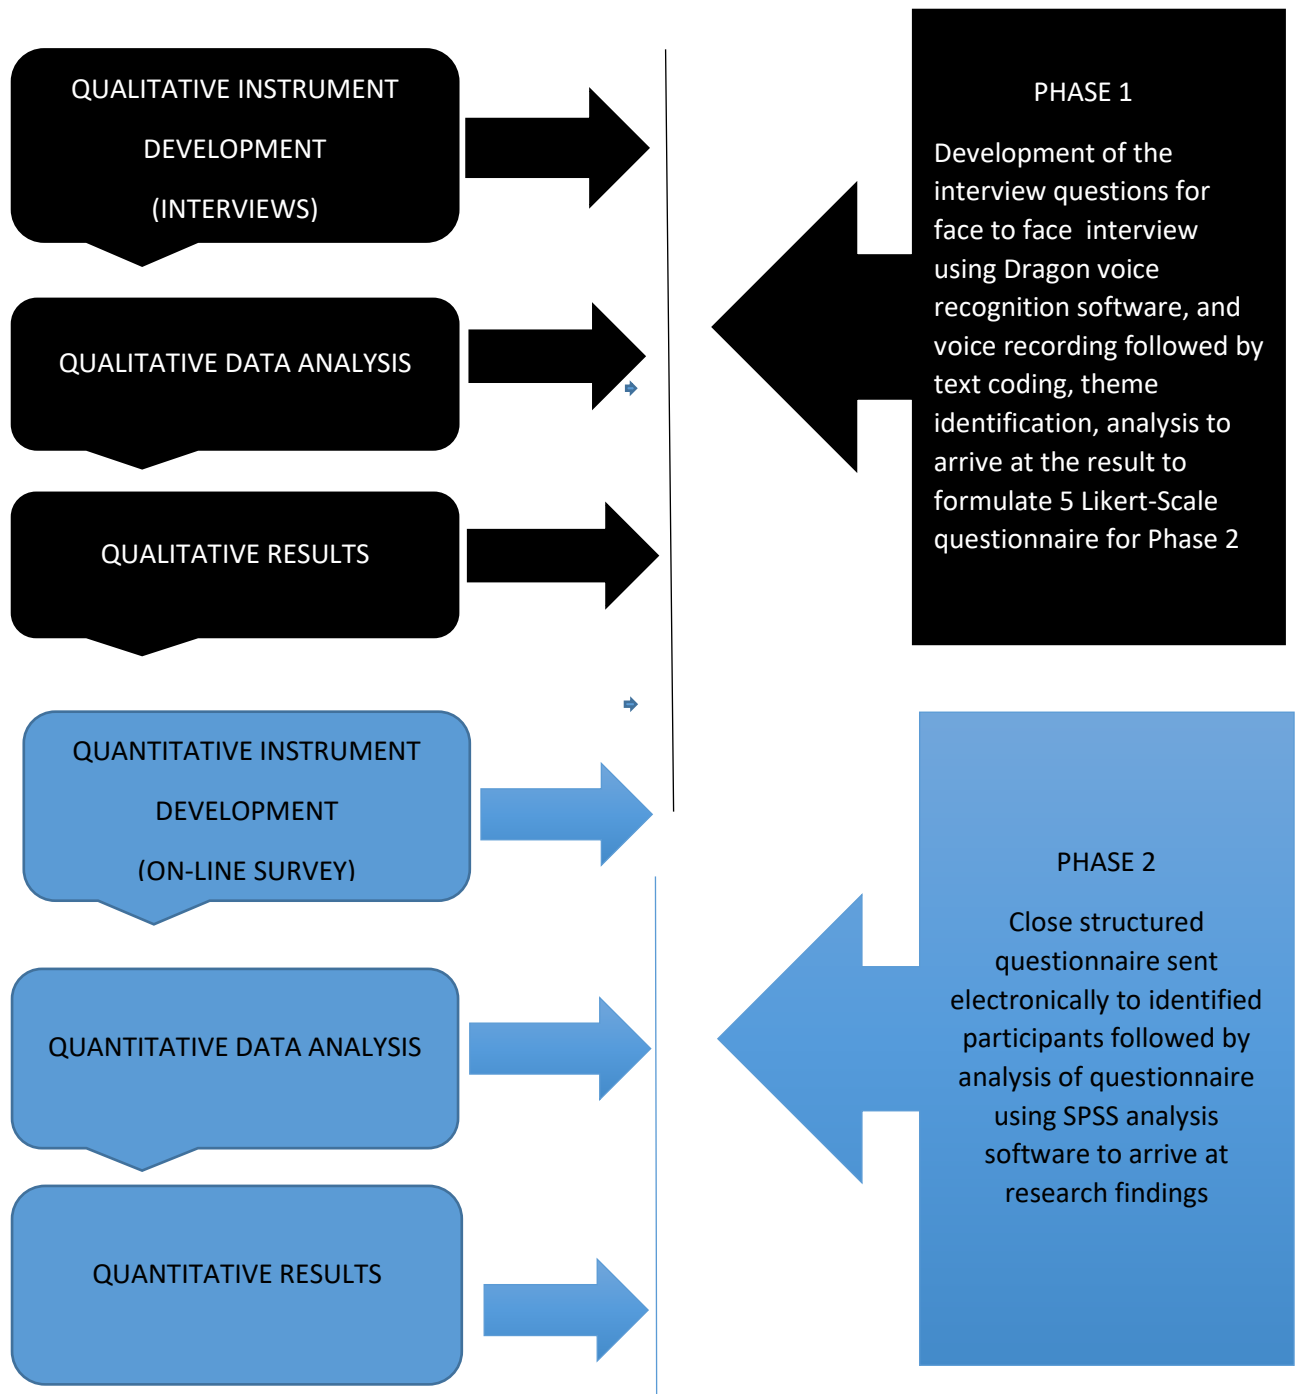 QUALITATIVE INSTRUMENT
DEVELOPMENT
(INTERVIEWS)
QUALITATIVE DATA ANALYSIS
QUALITATIVE RESULTS
PHASE 1
Development of the
interview questions for
face to face  interview
using Dragon voice
recognition software, and
voice recording followed by
text coding, theme
identification, analysis to
arrive at the result to
formulate 5 Likert-Scale
questionnaire for Phase 2
QUANTITATIVE INSTRUMENT
DEVELOPMENT
(ON-LINE SURVEY)
QUANTITATIVE DATA ANALYSIS
QUANTITATIVE RESULTS
PHASE 2
Close structured
questionnaire sent
electronically to identified
participants followed by
analysis of questionnaire
using SPSS analysis
software to arrive at
research findings